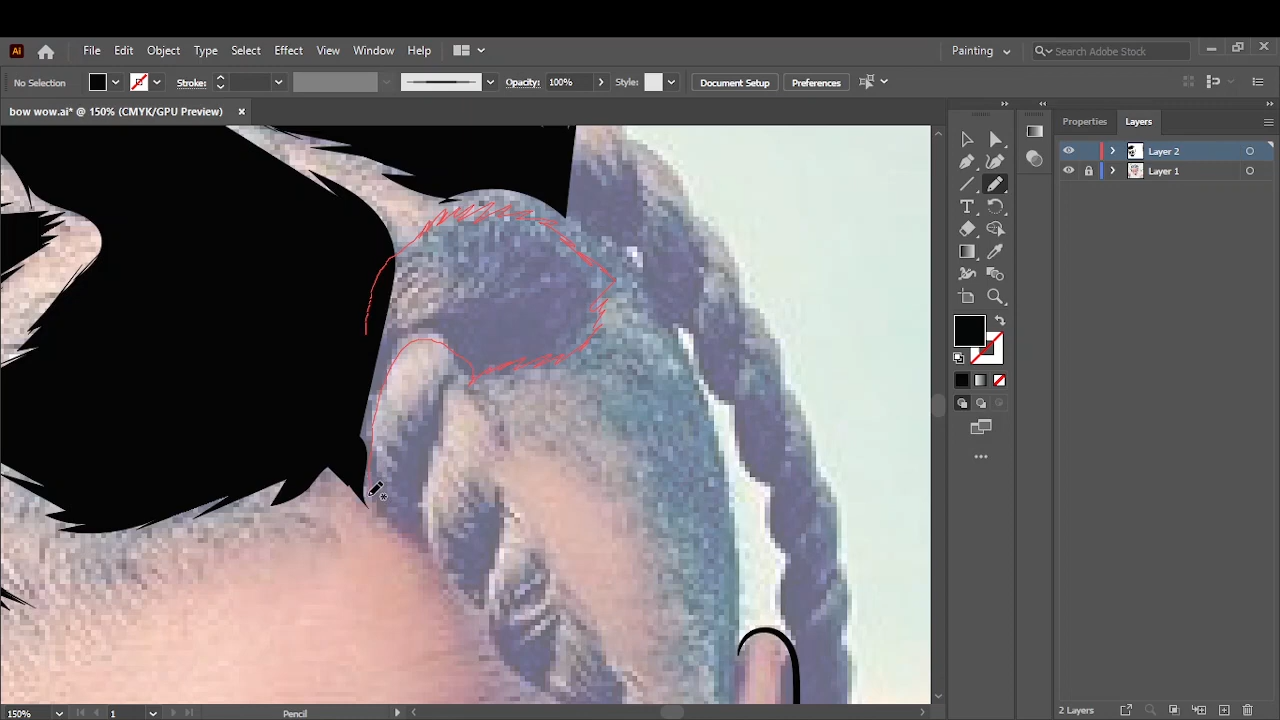 Ai File Edit Object Type Select Effect View Window Help Painting Search Adobe Stock
No Selection Stroke: Opacity: 100% Style: Document Setup Preferences
bow wow.ai* @ 150% (CMYK/GPU Preview) Properties Layers
Layer 2
Layer 1
150% 1 Pencil 2 Layers